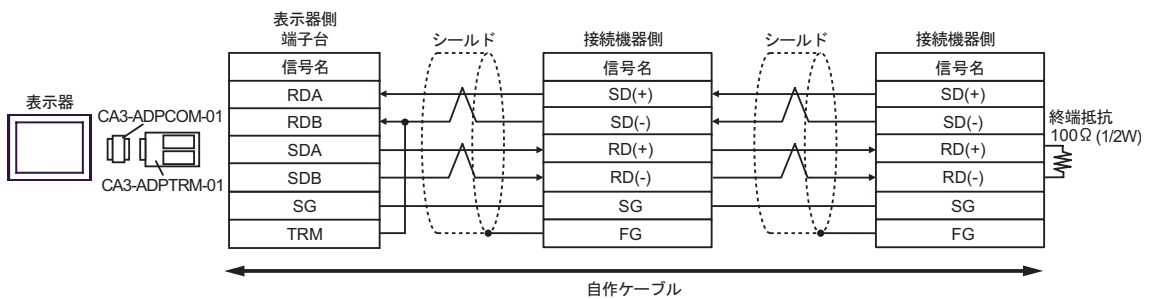 表示器側
端子台
シールド
接続機器側
シールド
接続機器側
信号名
信号名
信号名
表示器
CA3-ADPCOM-01
CA3-ADPTRM-01
RDA
SD(+)
SD(+)
RDB
SD(-)
SD(-)
SDA
RD(+)
RD(+)
SDB
RD(-)
RD(-)
SG
SG
SG
TRM
FG
FG
終端抵抗
100Ω (1/2W)
自作ケーブル